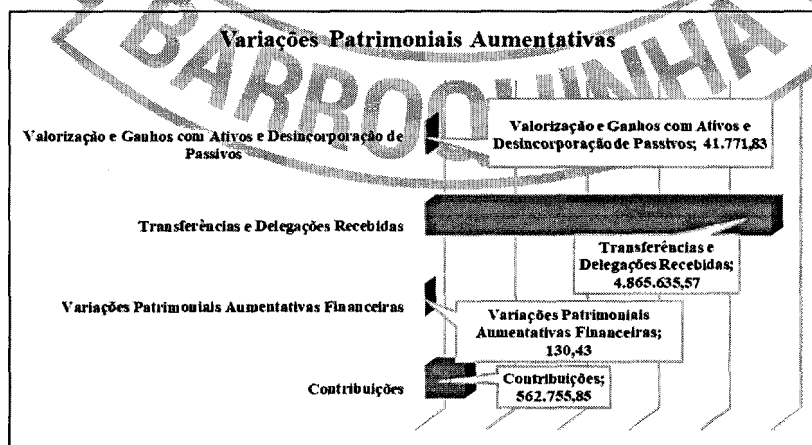 Variações Patrimoniais Aumentativas
BARROQUINHA
Valorização e Ganhos com Ativos e Desincorporação de
Passivos
Valorização e Ganhos com Ativos e
Desincorporação de Passivos; 41.771,83
Transferências e Delegações Recebidas
Transferências e
Delegações Recebidas;
4.865.635,57
Variações Patrimoniais Aumentativas Financeiras
Variações Patrimoniais
Aumentativas Financeiras;
130,43
Contribuições
Contribuições;
562.755,85